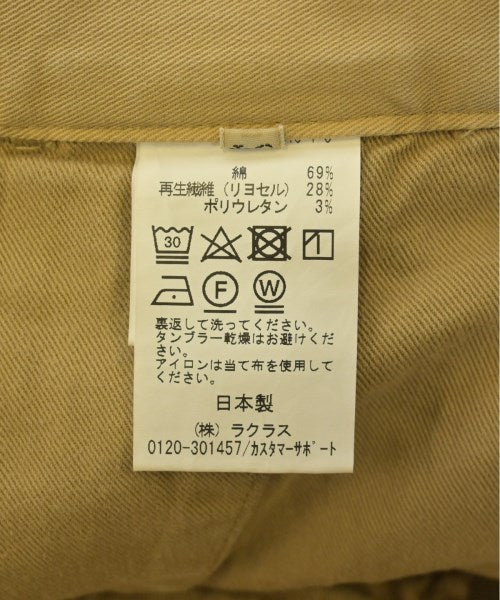 綿 69%
再生繊維（リヨセル） 28%
ポリウレタン 3%
30
F W
裏返して洗ってください。
タンブラー乾燥はお避けくだ
さい。
アイロンは当て布を使用して
ください。
日本製
（株）ラクラス
0120-301457/カスタマーサポート